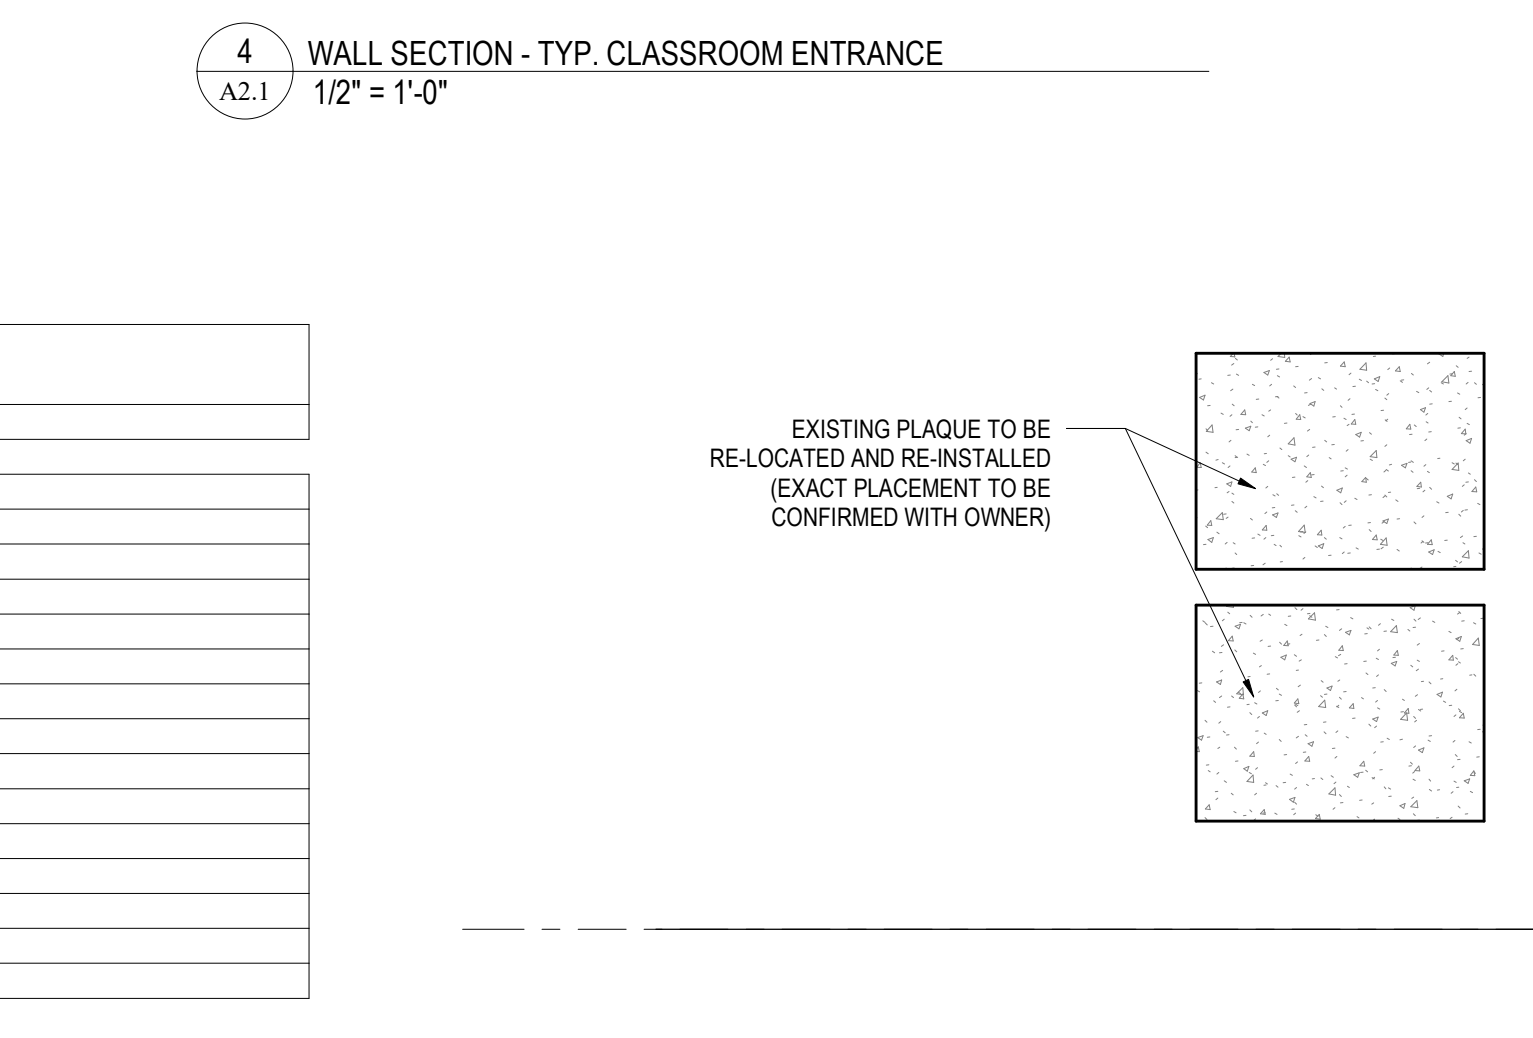 4
WALL SECTION - TYP. CLASSROOM ENTRANCE
A2.1
1/2" = 1'-0"
EXISTING PLAQUE TO BE
RE-LOCATED AND RE-INSTALLED
(EXACT PLACEMENT TO BE
CONFIRMED WITH OWNER)